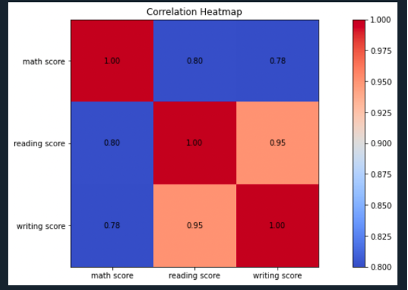 Correlation Heatmap
math score 1.00 0.80 0.78
reading score 0.80 1.00 0.95
writing score 0.78 0.95 1.00
math score reading score writing score
1.000
0.975
0.950
0.925
0.900
0.875
0.850
0.825
0.800